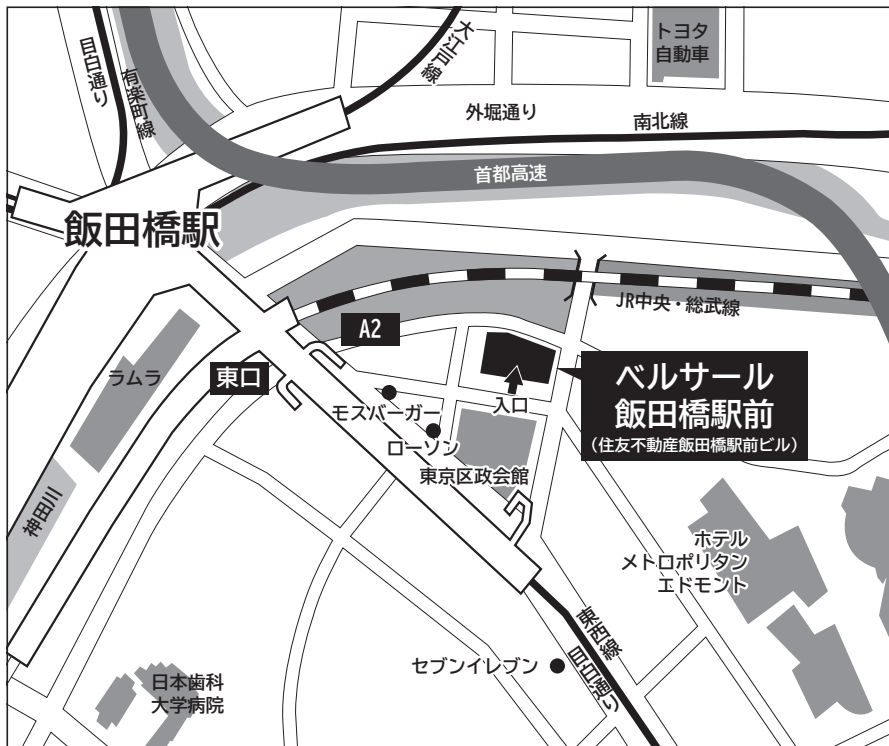 トヨタ
自動車
目白通り
有楽町線
大江戸線
外堀通り
南北線
首都高速
飯田橋駅
JR中央・総武線
A2
東口
ラムラ
モスバーガー
入口
ベルサール
飯田橋駅前
(住友不動産飯田橋駅前ビル)
ローソン
東京区政会館
神田川
ホテル
メトロポリタン
エドモント
東西線
目白通り
セブンイレブン
日本歯科
大学病院